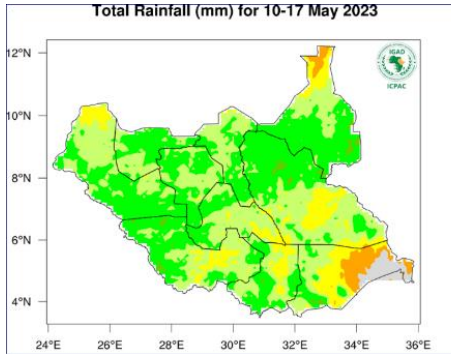 Total Rainfall (mm) for 10-17 May 2023
IGAD
ICPAC
12°N
10°N
8°N
6°N
4°N
24°E 26°E 28°E 30°E 32°E 34°E 36°E